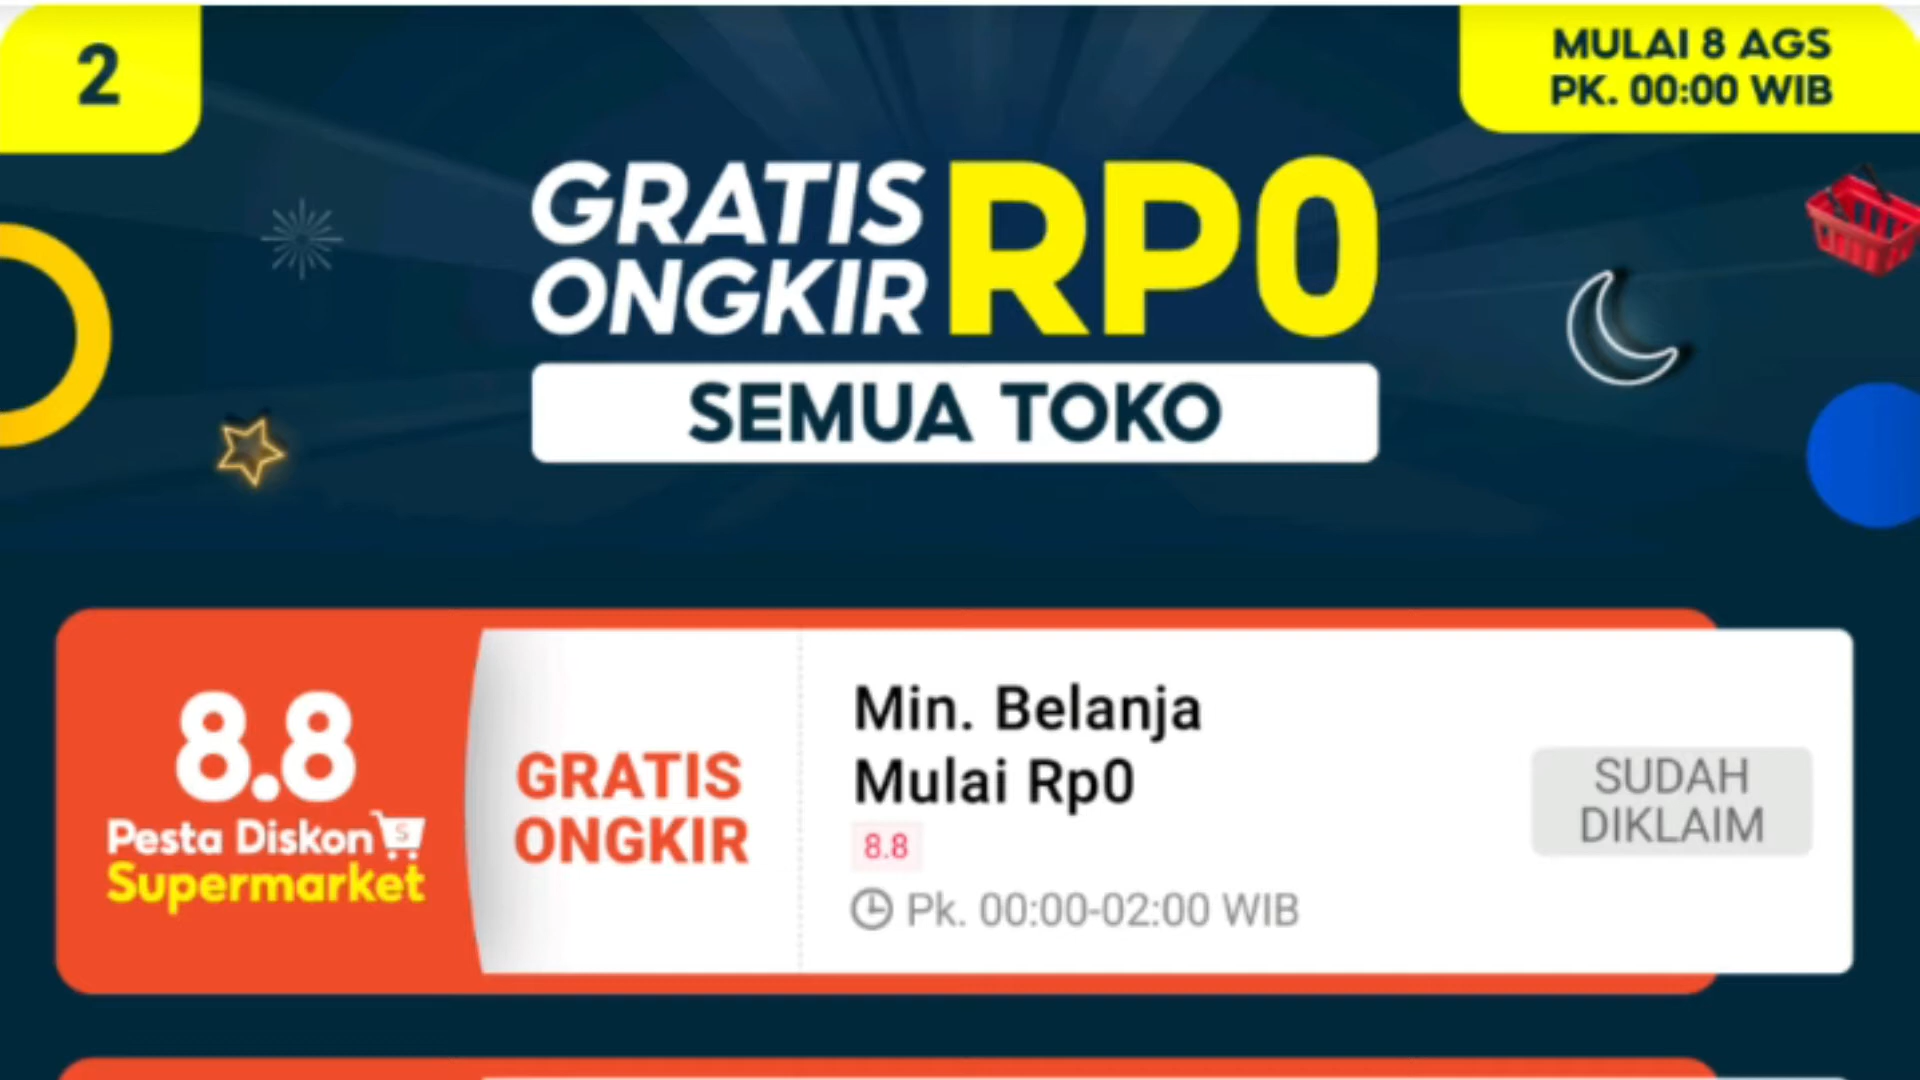 2
MULAI 8 AGS
PK. 00:00 WIB
GRATIS
ONGKIR
RP0
SEMUA TOKO
8.8
Pesta Diskon
Supermarket
GRATIS
ONGKIR
Min. Belanja
Mulai Rp0
8.8
Pk. 00:00-02:00 WIB
SUDAH
DIKLAIM